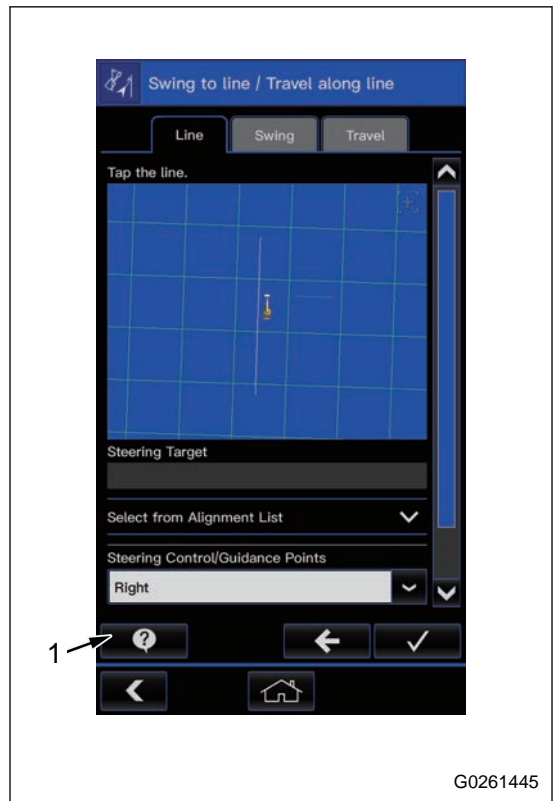 Swing to line / Travel along line
Line Swing Travel
Tap the line.
Steering Target
Select from Alignment List
Steering Control/Guidance Points
Right
?
1
G0261445